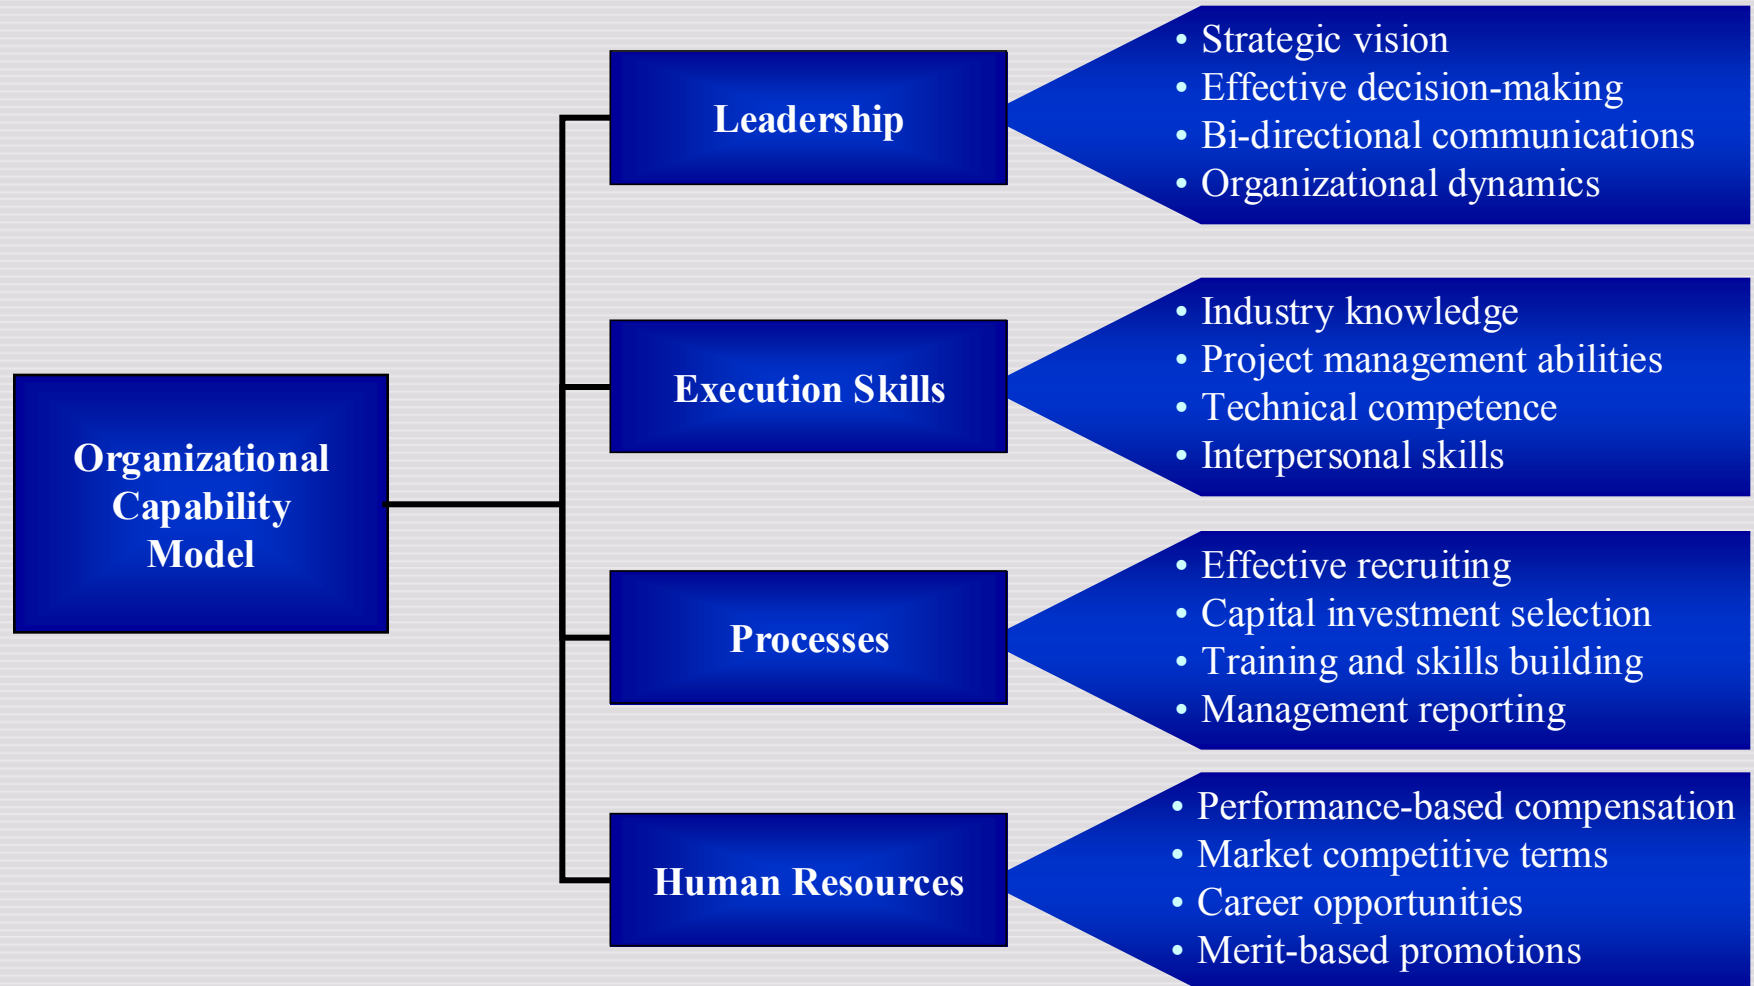 Organizational
Capability
Model
Leadership
• Strategic vision
• Effective decision-making
• Bi-directional communications
• Organizational dynamics
Execution Skills
• Industry knowledge
• Project management abilities
• Technical competence
• Interpersonal skills
Processes
• Effective recruiting
• Capital investment selection
• Training and skills building
• Management reporting
Human Resources
• Performance-based compensation
• Market competitive terms
• Career opportunities
• Merit-based promotions